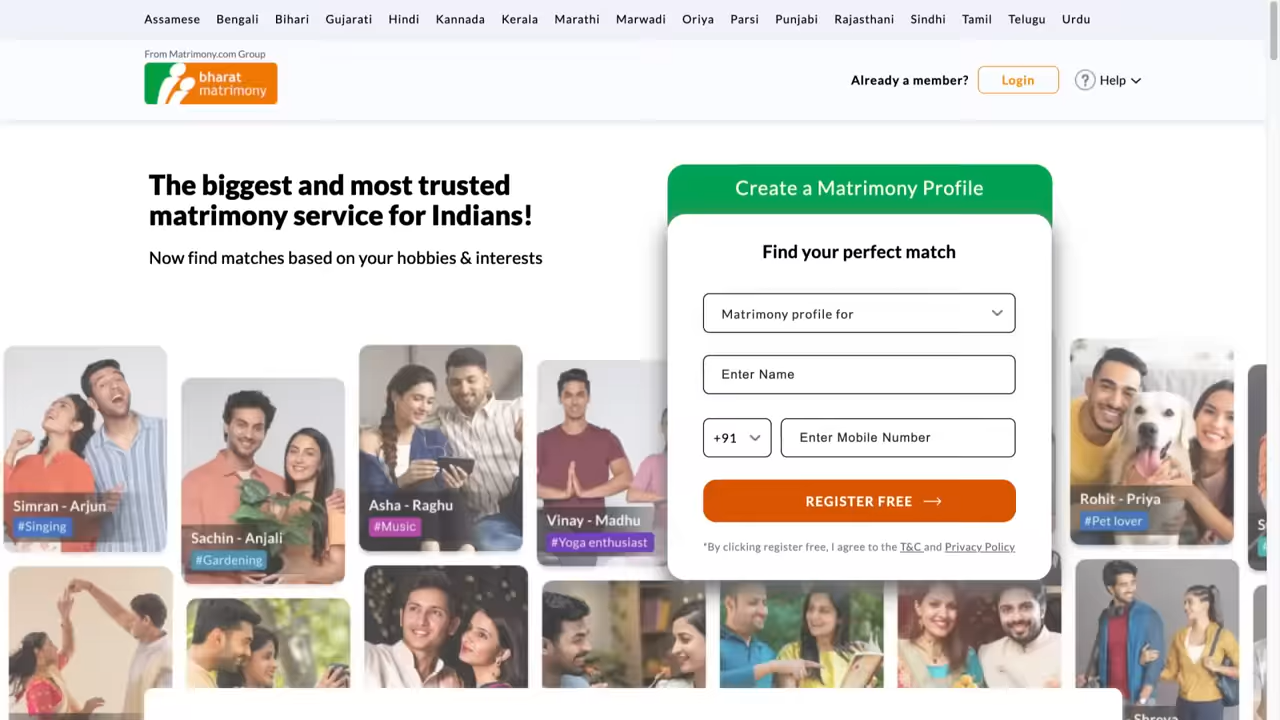 Assamese Bengali Bihari Gujarati Hindi Kannada Kerala Marathi Marwadi Oriya Parsi Punjabi Rajasthani Sindhi Tamil Telugu Urdu
From Matrimony.com Group
bharat
matrimony
Already a member? Login ? Help
The biggest and most trusted
matrimony service for Indians!
Now find matches based on your hobbies & interests
Create a Matrimony Profile
Find your perfect match
Matrimony profile for
Enter Name
+91 Enter Mobile Number
REGISTER FREE
*By clicking register free, I agree to the T&C and Privacy Policy
Simran - Arjun
#Singing
Sachin - Anjali
#Gardening
Asha - Raghu
#Music
Vinay - Madhu
#Yoga enthusiast
Rohit - Priya
#Pet lover